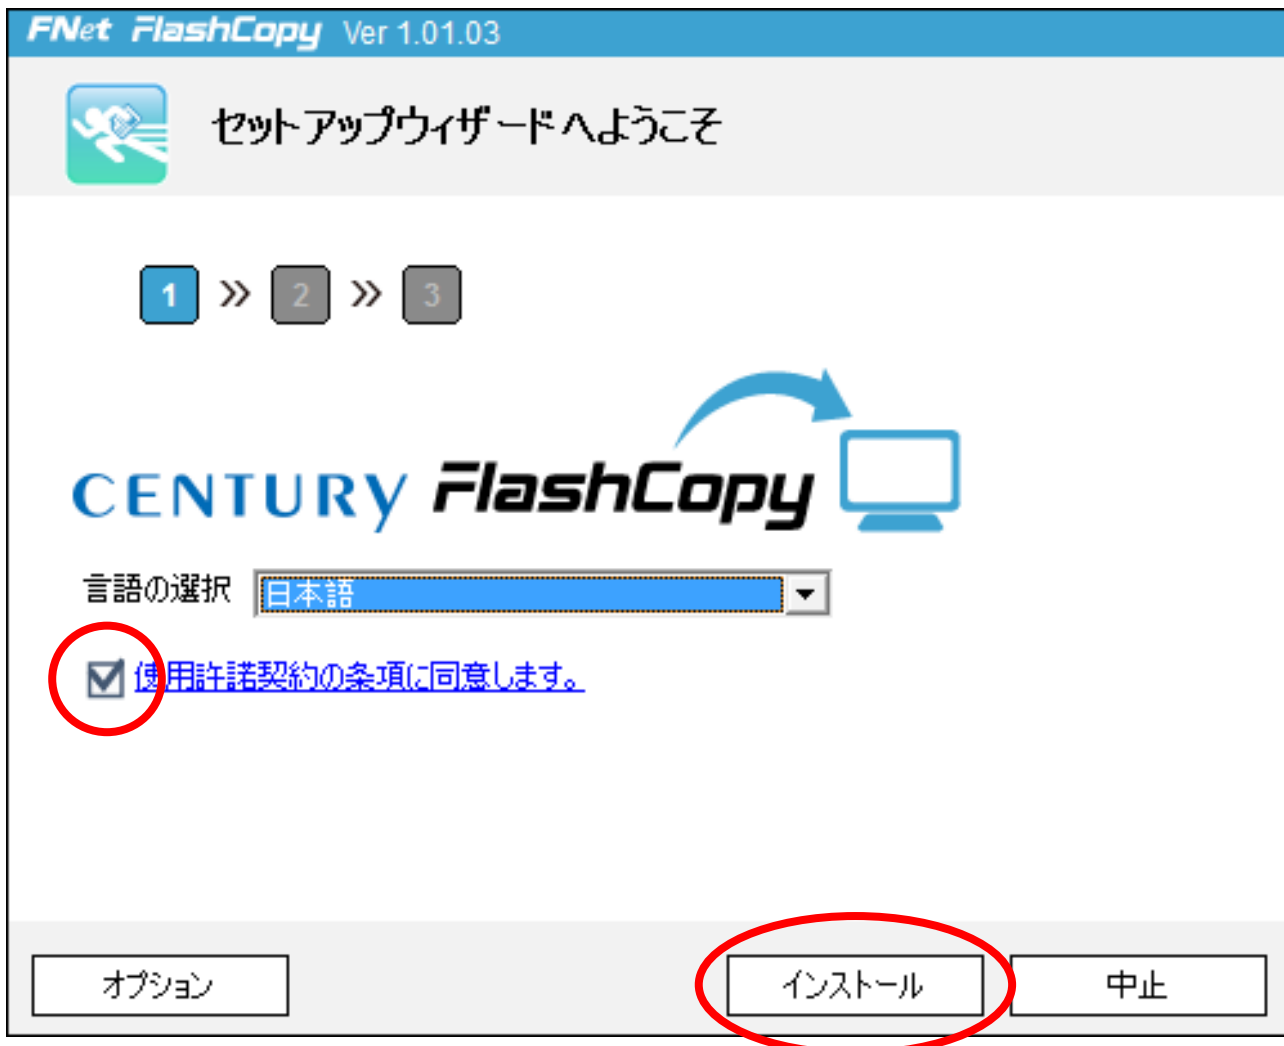 FNet FlashCopy Ver 1.01.03
セットアップウィザードへようこそ
1 » 2 » 3
CENTURY FlashCopy
言語の選択 日本語
使用許諾契約の条項に同意します。
オプション インストール 中止